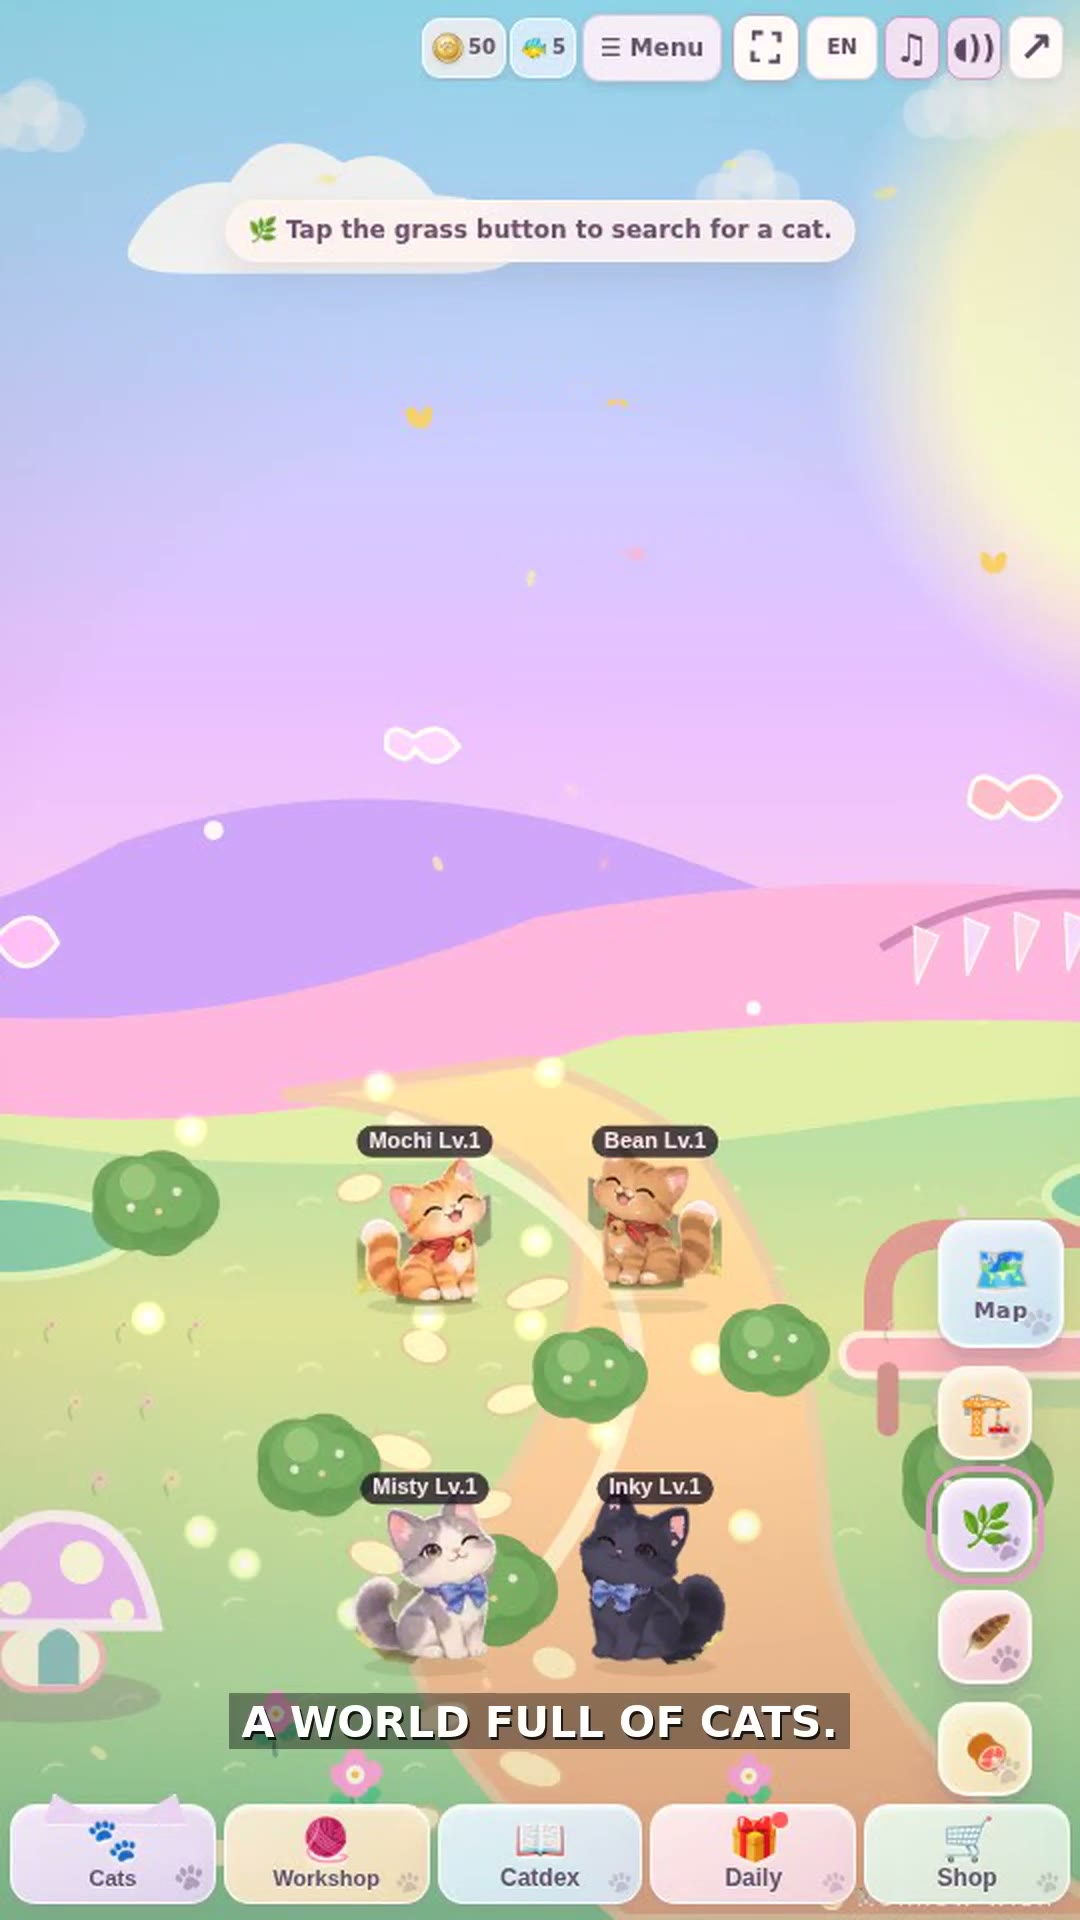 50
5
☰ Menu
EN
Tap the grass button to search for a cat.
Mochi Lv.1
Bean Lv.1
Map
Misty Lv.1
Inky Lv.1
A WORLD FULL OF CATS.
Cats
Workshop
Catdex
Daily
Shop